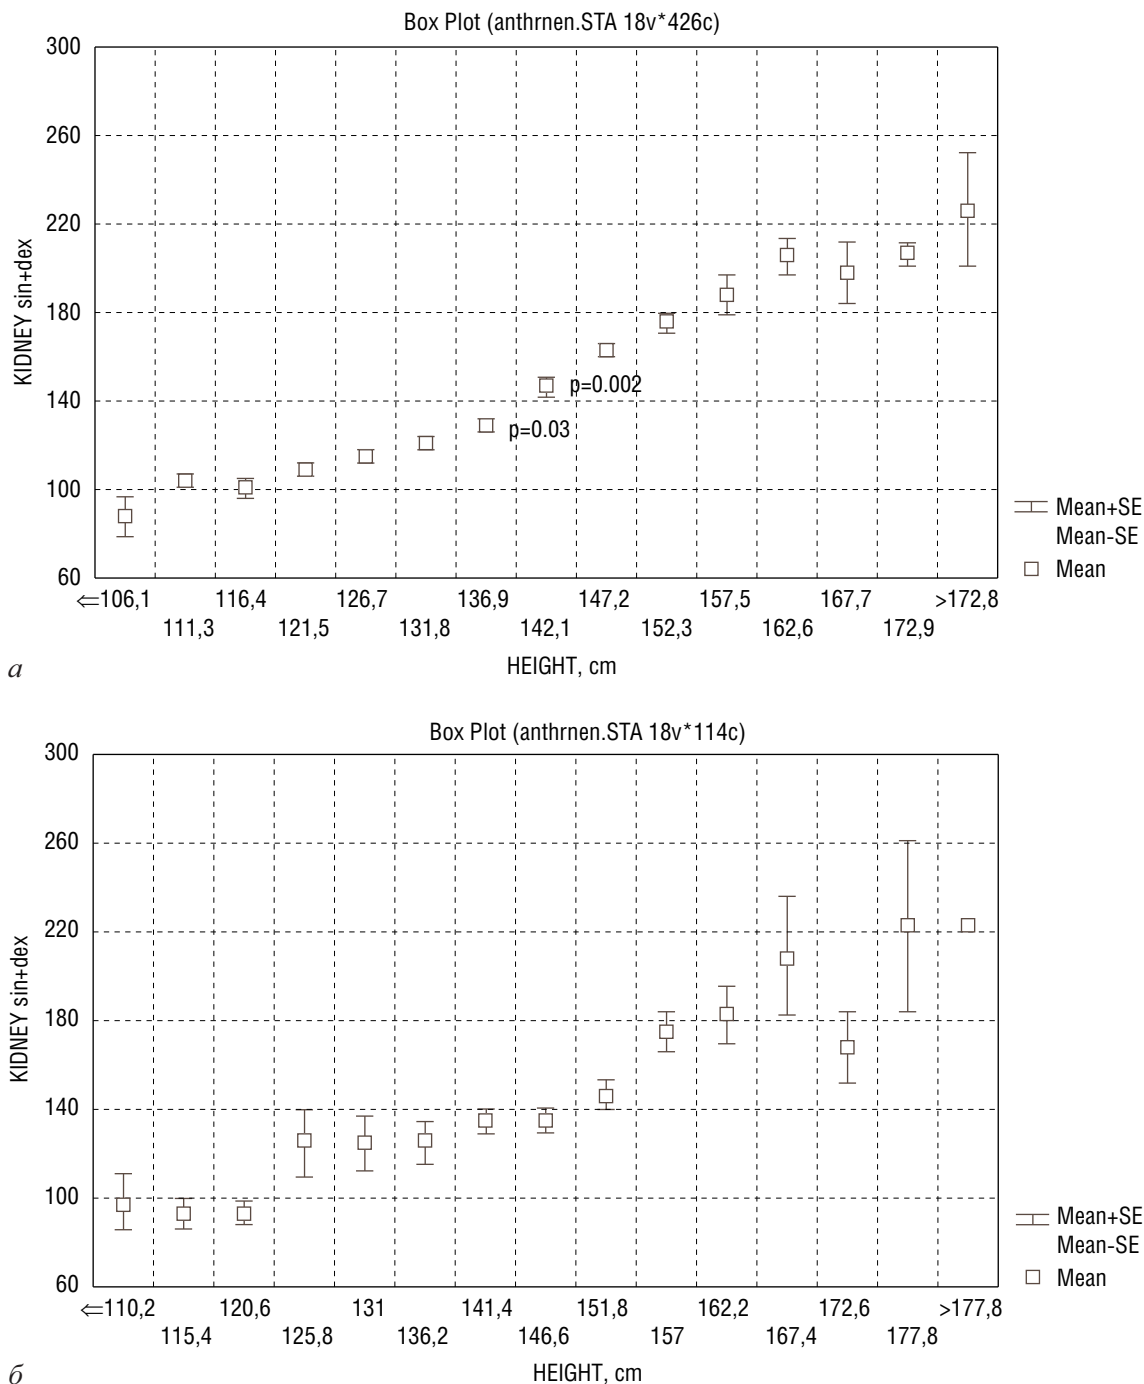 Box Plot (anthrnen.STA 18v*426c)
300
260
220
180
140
100
60
KIDNEY sin+dex
p=0.002
p=0.03
Mean+SE
Mean-SE
Mean
⇐106,1 116,4 126,7 136,9 147,2 157,5 167,7 >172,8
111,3 121,5 131,8 142,1 152,3 162,6 172,9
HEIGHT, cm
а
Box Plot (anthrnen.STA 18v*114c)
300
260
220
180
140
100
60
KIDNEY sin+dex
Mean+SE
Mean-SE
Mean
⇐110,2 120,6 131 141,4 151,8 162,2 172,6 >177,8
115,4 125,8 136,2 146,6 157 167,4 177,8
HEIGHT, cm
б